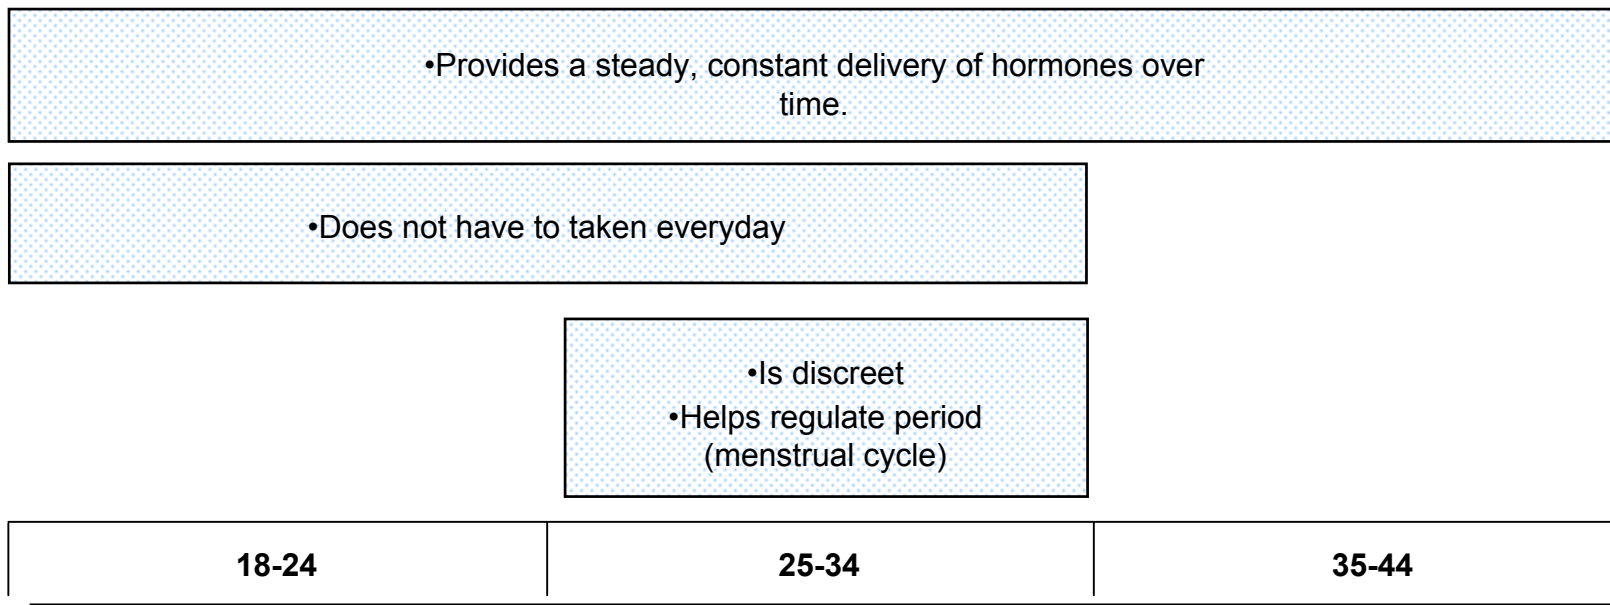 •Provides a steady, constant delivery of hormones over
time.
•Does not have to taken everyday
•Is discreet
•Helps regulate period
(menstrual cycle)
18-24
25-34
35-44